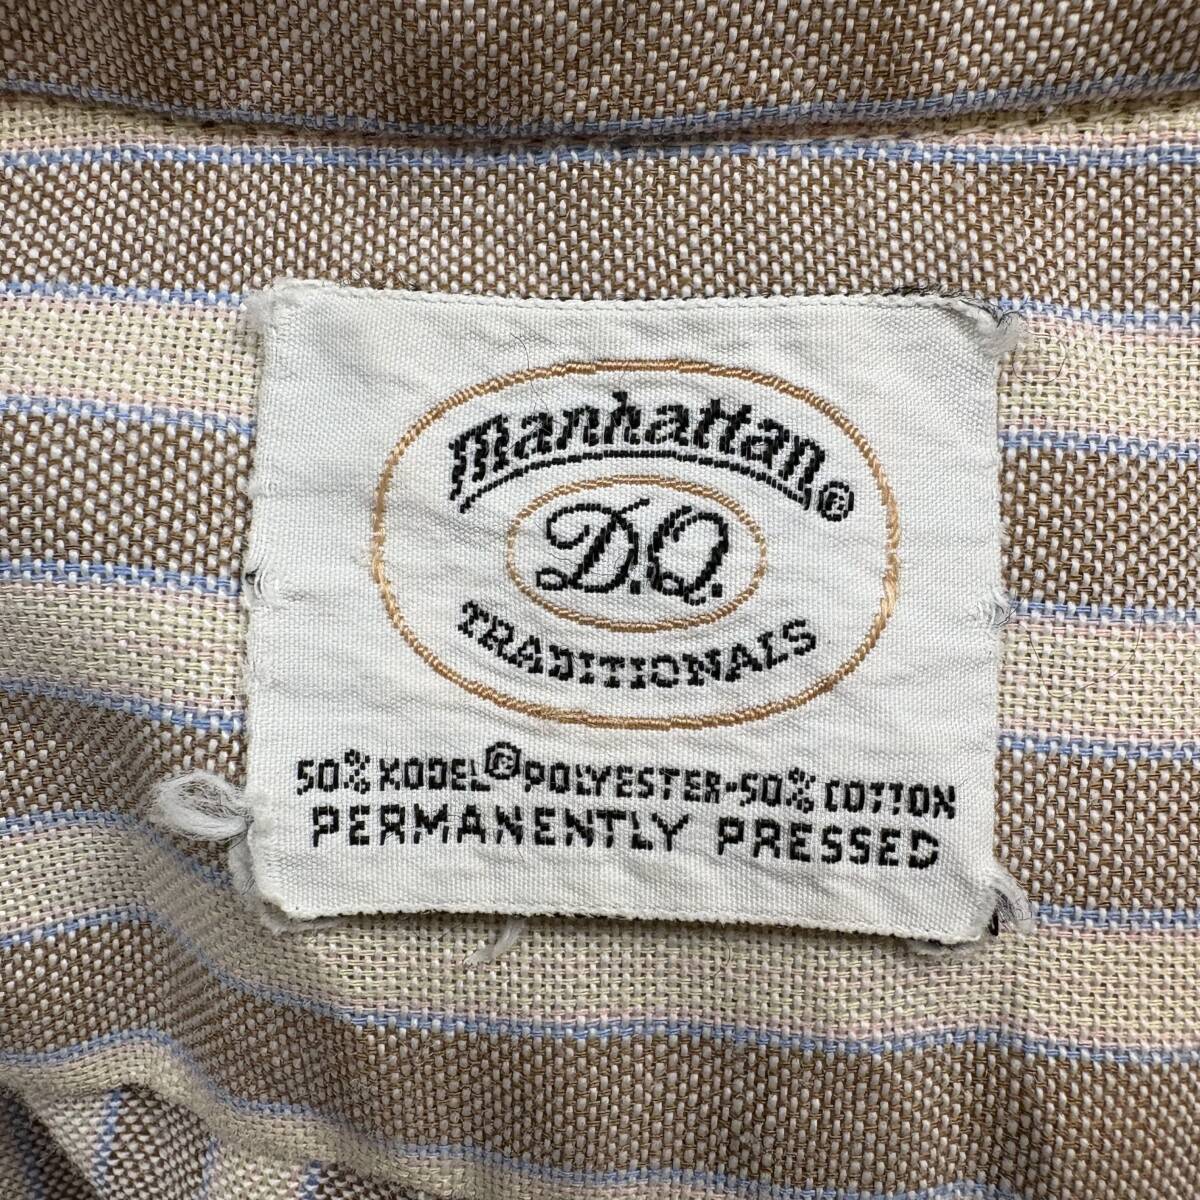 Manhattan®
D.Q.
TRADITIONALS
50% KODEL® POLYESTER-50% COTTON
PERMANENTLY PRESSED